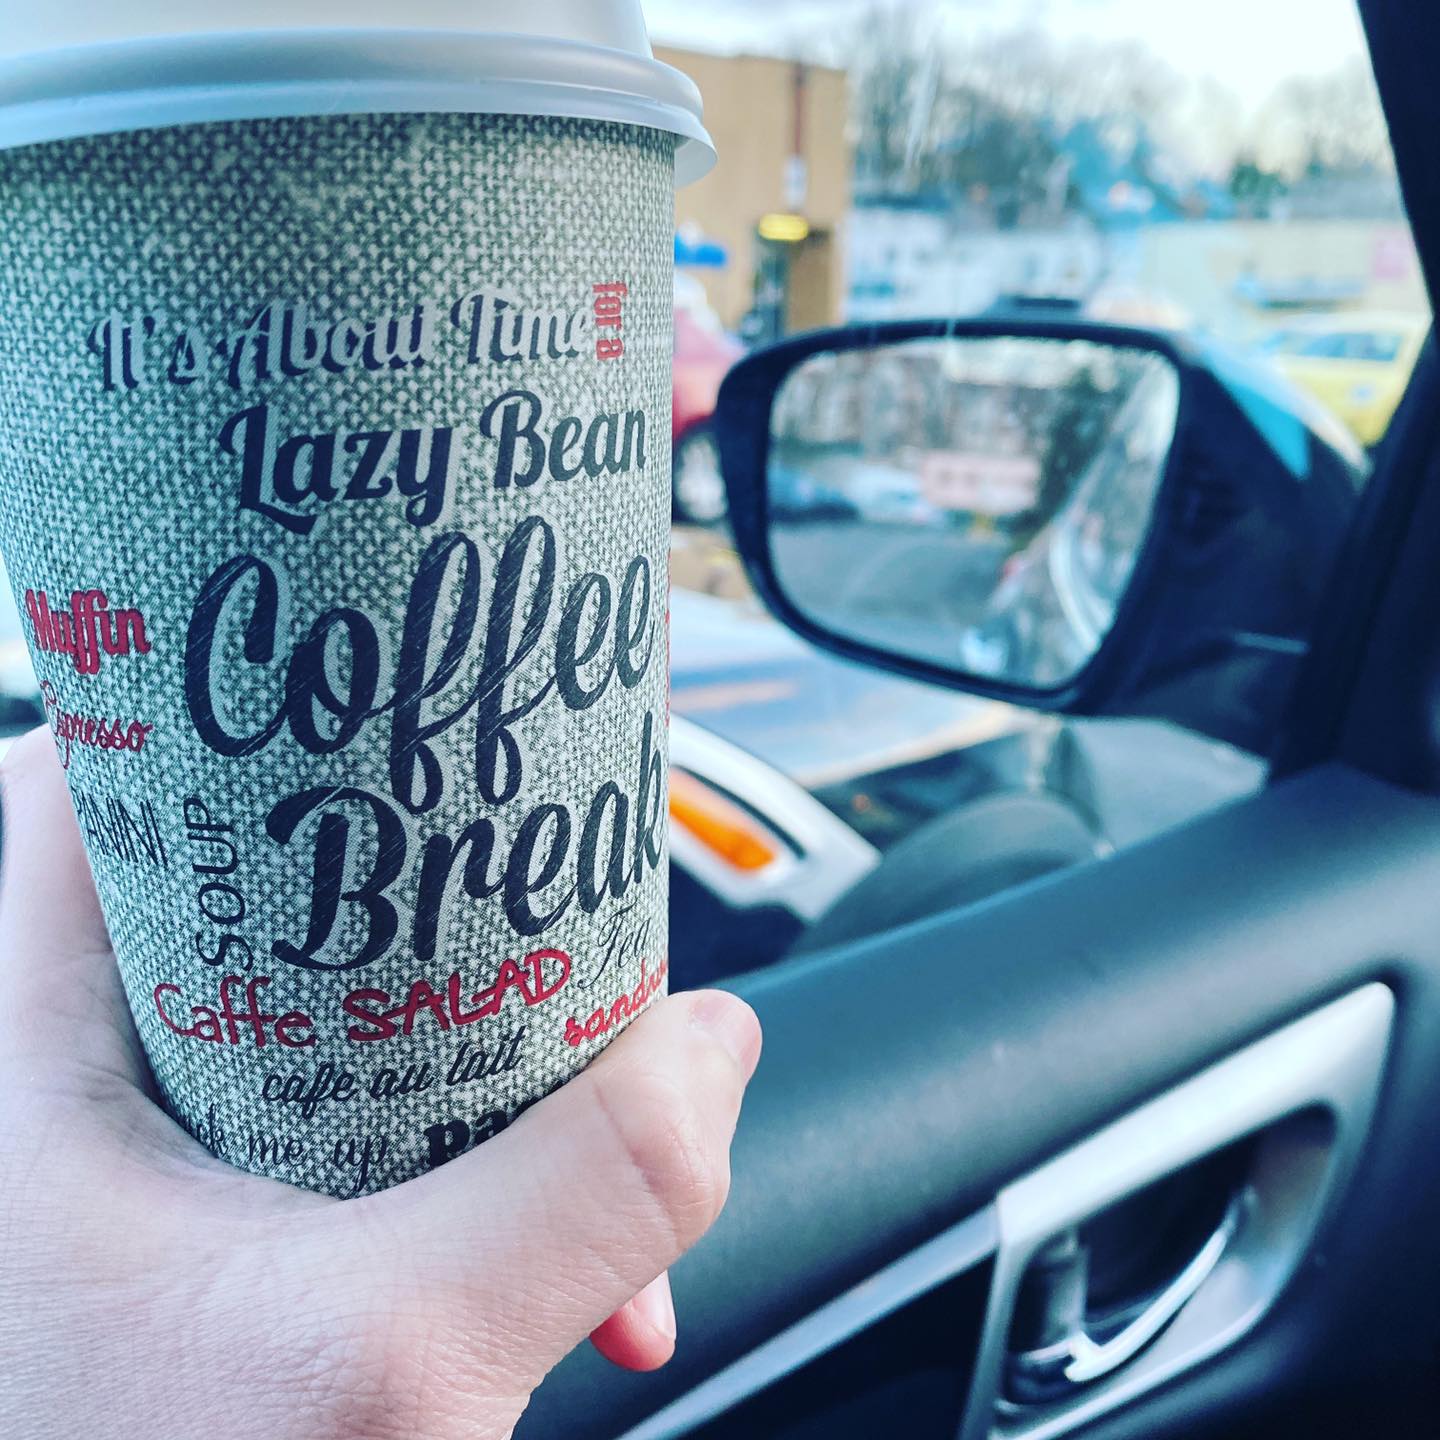 It's About Time for a
Lazy Bean
Coffee
Break
Muffin
Espresso
PANINI
SOUP
Caffe SALAD Tea
cafe au lait
me up